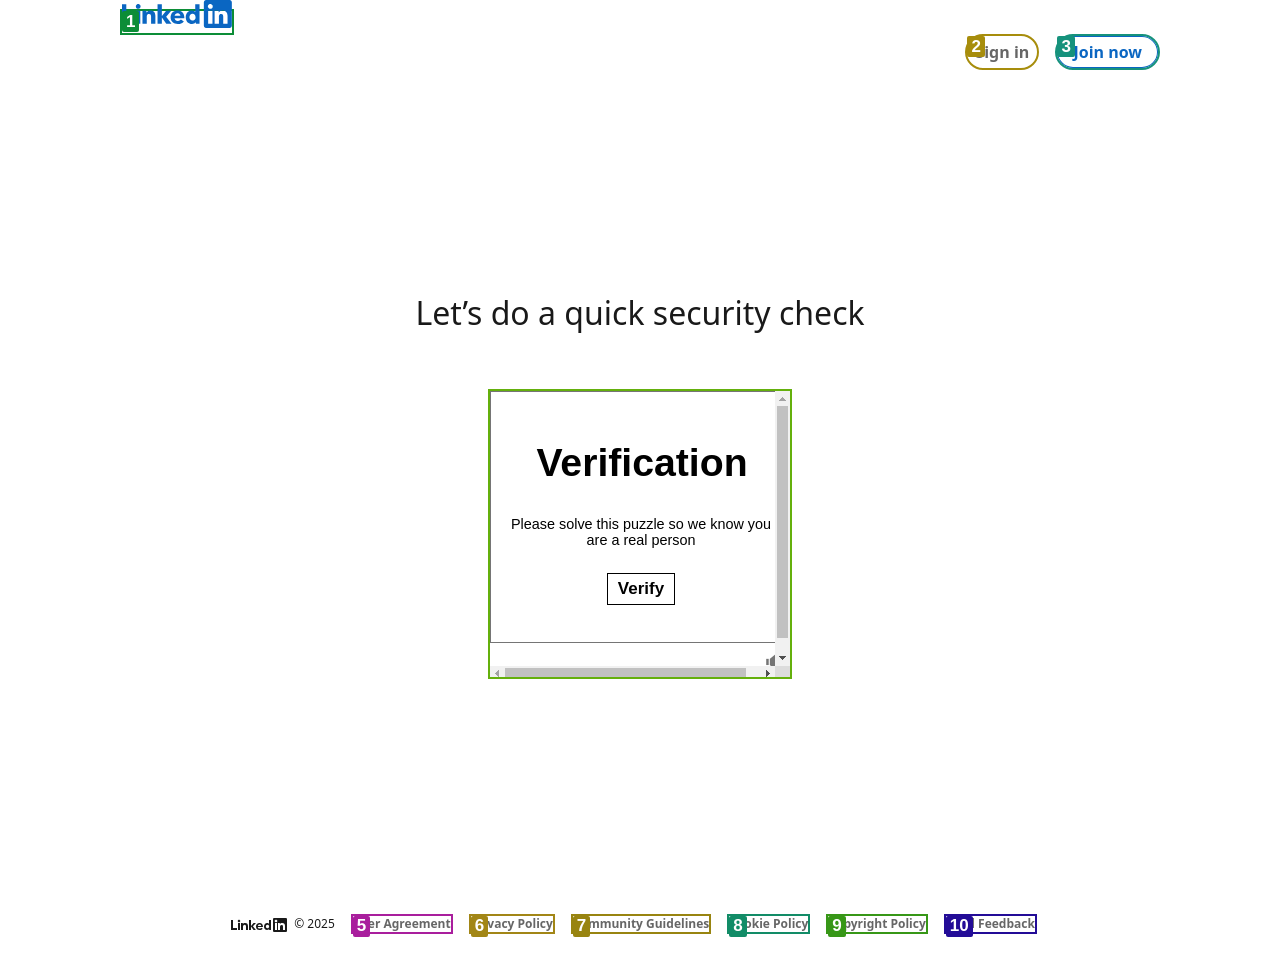 Linkedin
1
2 ign in
3 Join now
Let's do a quick security check
Verification
Please solve this puzzle so we know you
are a real person
Verify
Linkedin © 2025 5 er Agreement 6 vacy Policy 7 mmunity Guidelines 8 okie Policy 9 pyright Policy 10 Feedback